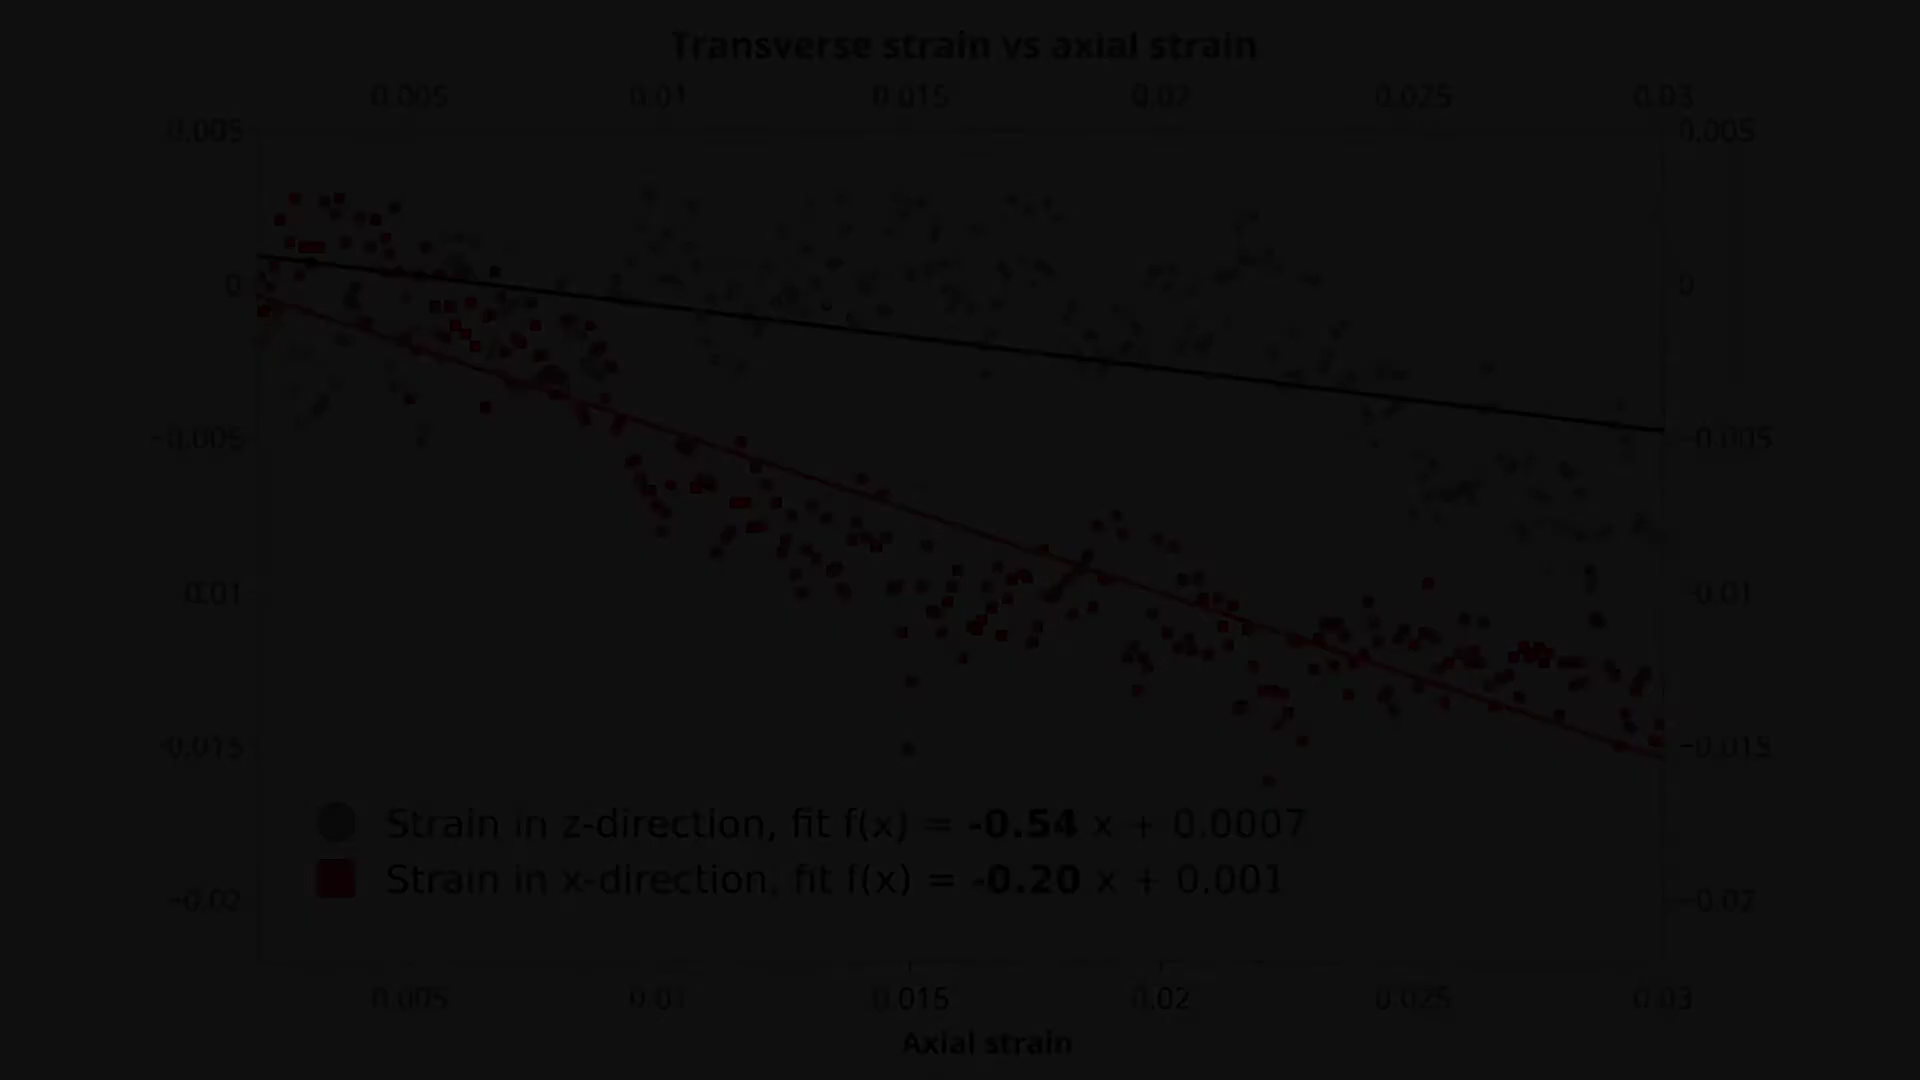 Transverse strain vs axial strain
0.005 0.01 0.015 0.02 0.025 0.03
0.005 0.005
0 0
−0.005 −0.005
0.01 −0.01
0.015 −0.015
Strain in z-direction, fit f(x) = -0.54 x + 0.0007
Strain in x-direction, fit f(x) = -0.20 x + 0.001
−0.02 −0.02
0.005 0.01 0.015 0.02 0.025 0.03
Axial strain